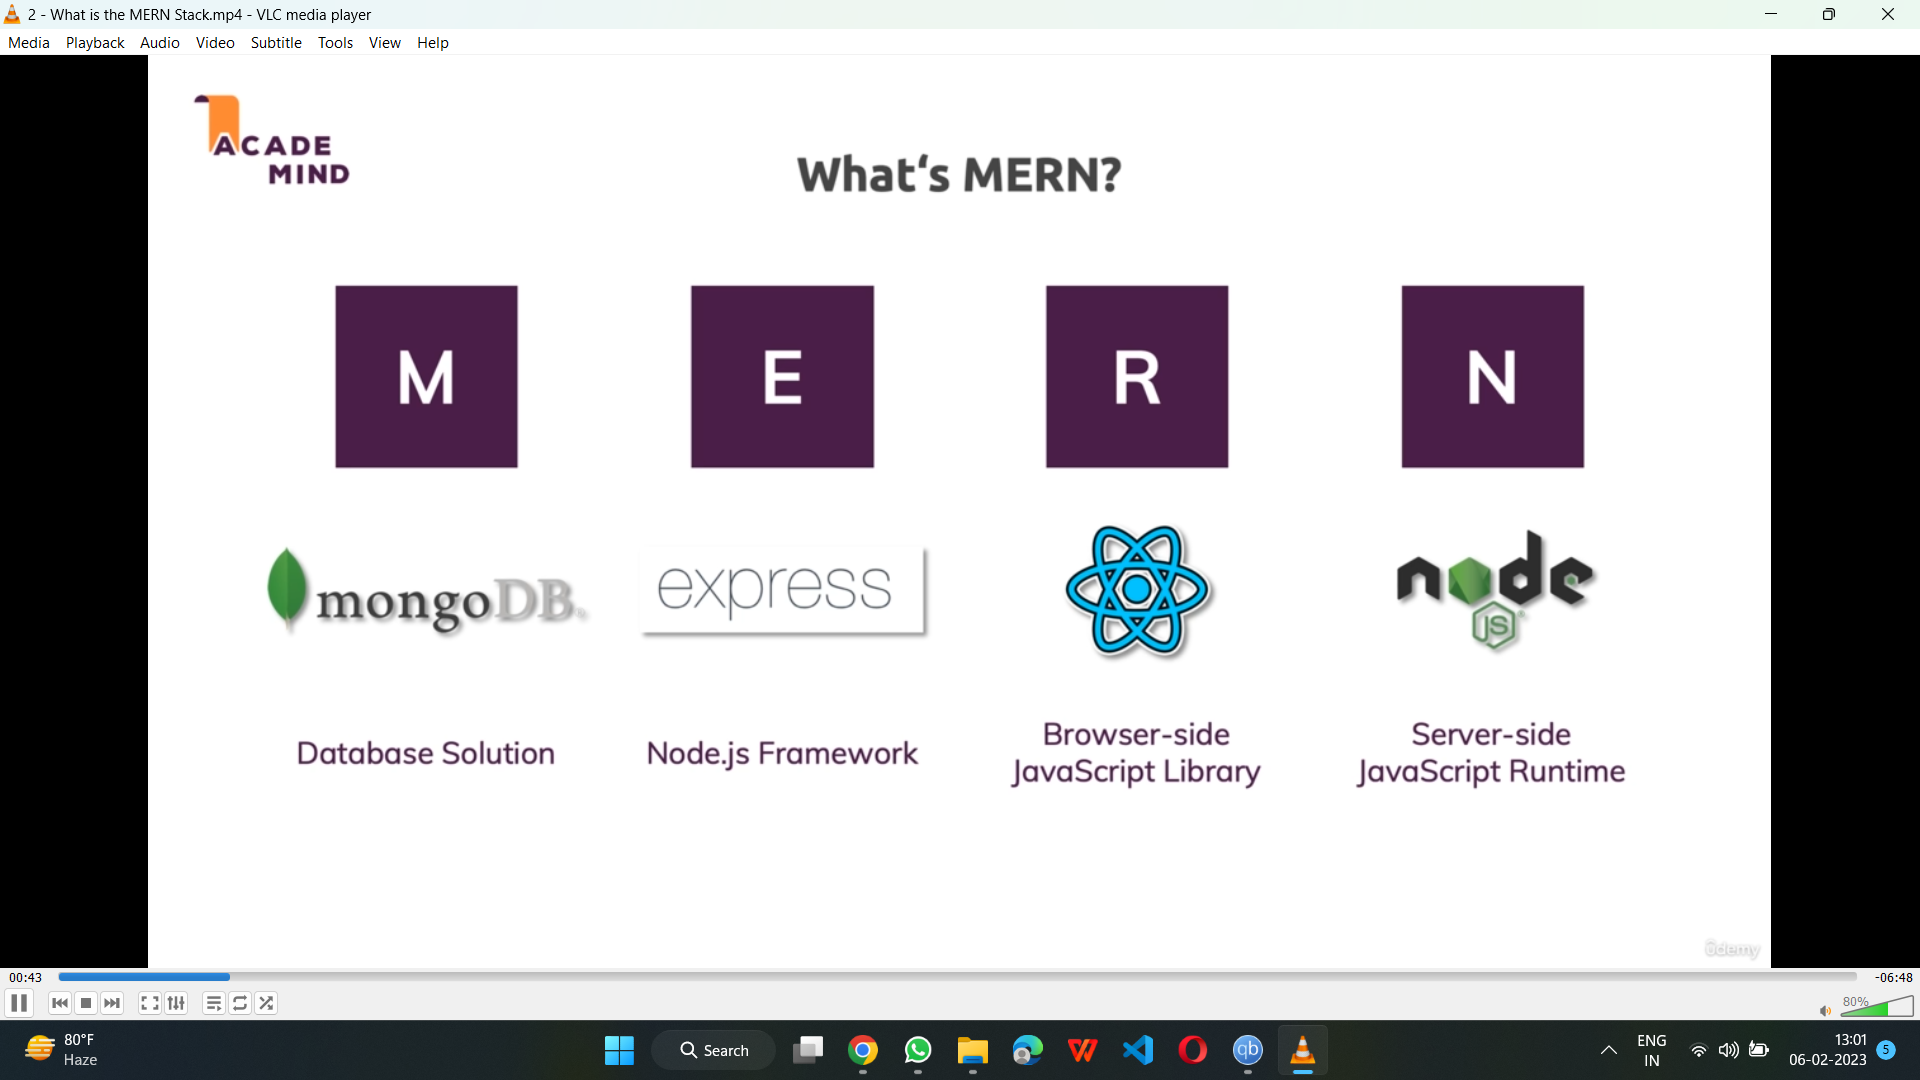 2 - What is the MERN Stack.mp4 - VLC media player
Media Playback Audio Video Subtitle Tools View Help
ACADE
MIND
What‘s MERN?
M E R N
mongoDB express node
JS
Database Solution
Node.js Framework
Browser-side
JavaScript Library
Server-side
JavaScript Runtime
ûdemy
00:43 -06:48
80%
80°F
Haze
Search
qb
ENG
IN
13:01
06-02-2023
5